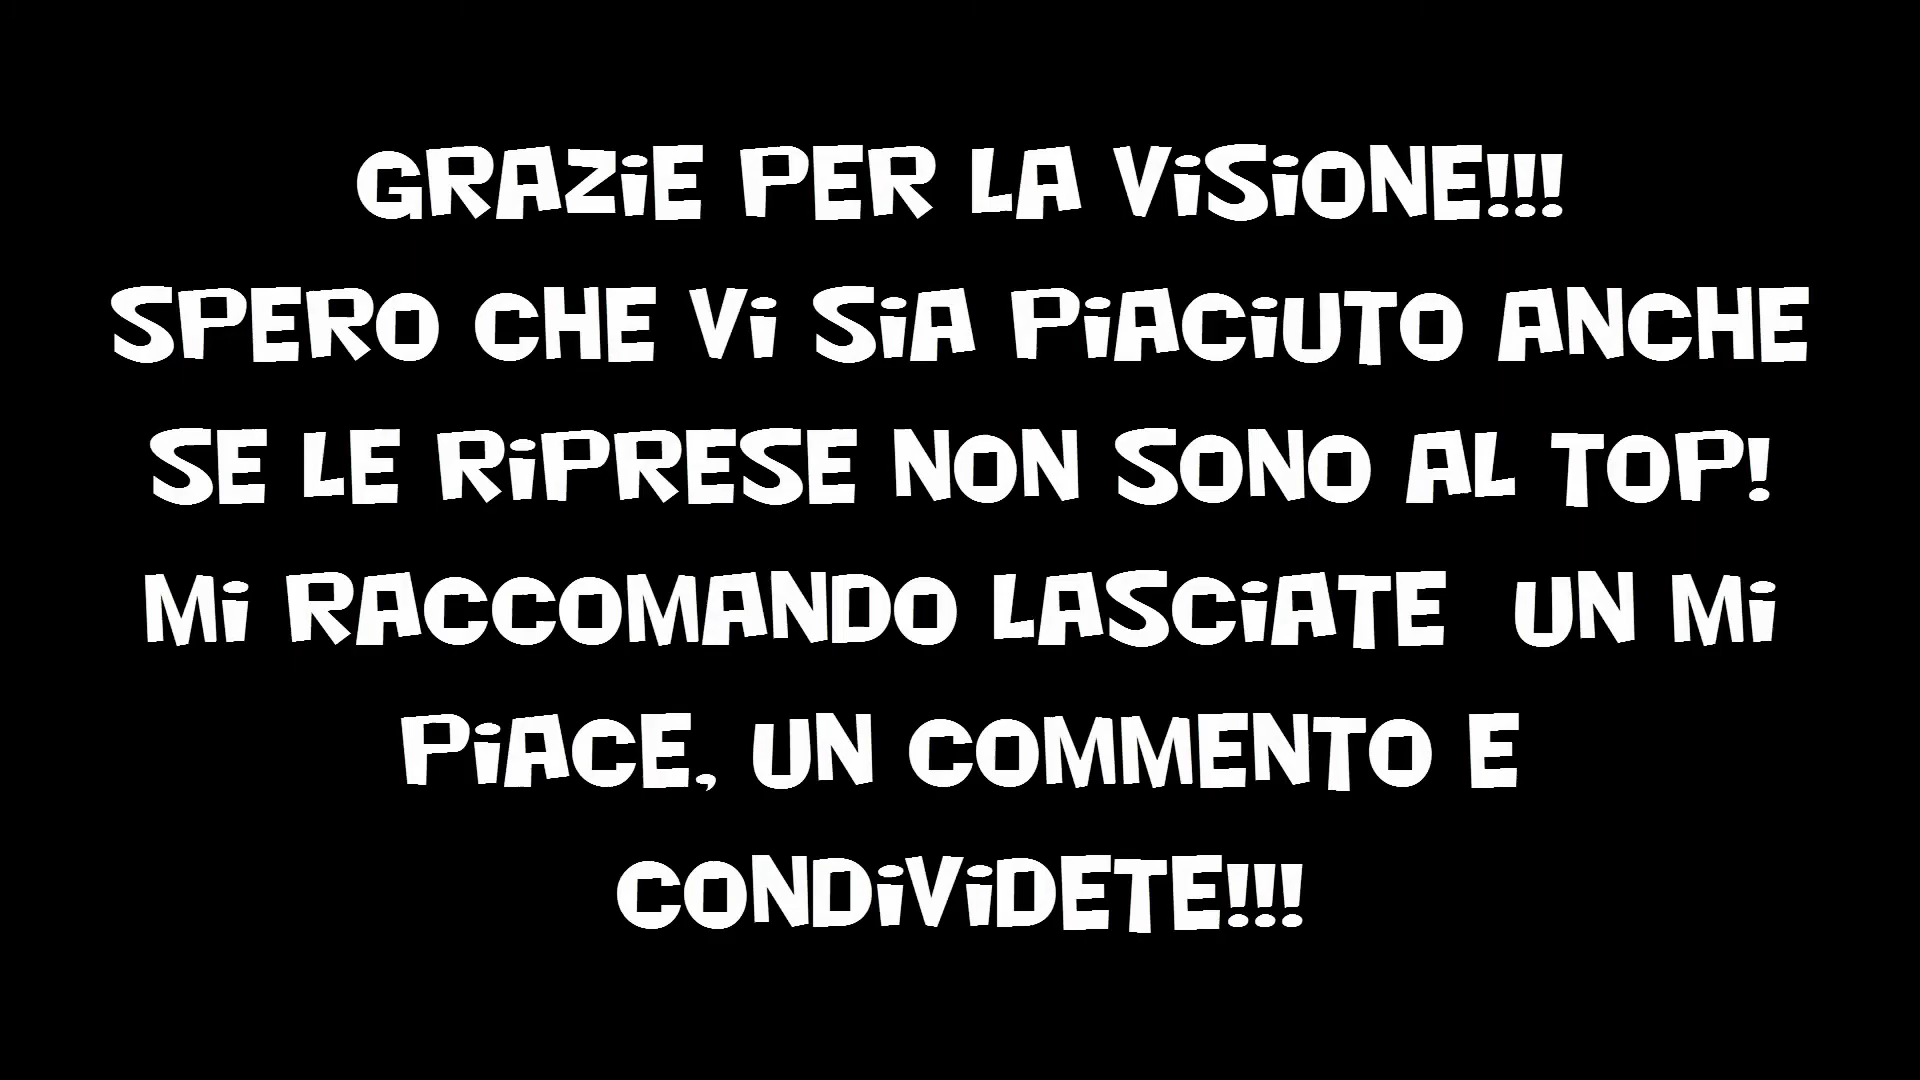 GRAZiE PER LA ViSiONE!!!
SPERO CHE Vi SiA PiACiUTO ANCHE
SE LE RiPRESE NON SONO AL TOP!
Mi RACCOMANDO LASCiATE  UN Mi
PiACE, UN COMMENTO E
CONDiViDETE!!!